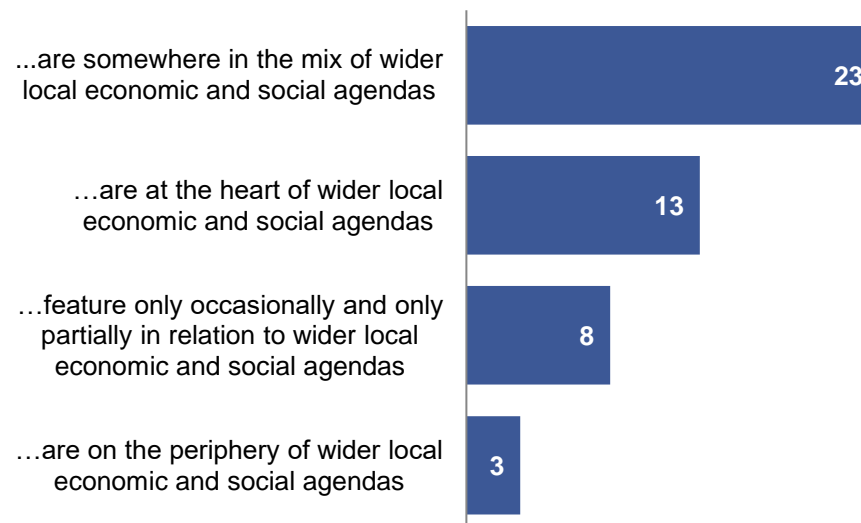 ...are somewhere in the mix of wider
local economic and social agendas
23
…are at the heart of wider local
economic and social agendas
13
…feature only occasionally and only
partially in relation to wider local
economic and social agendas
8
…are on the periphery of wider local
economic and social agendas
3